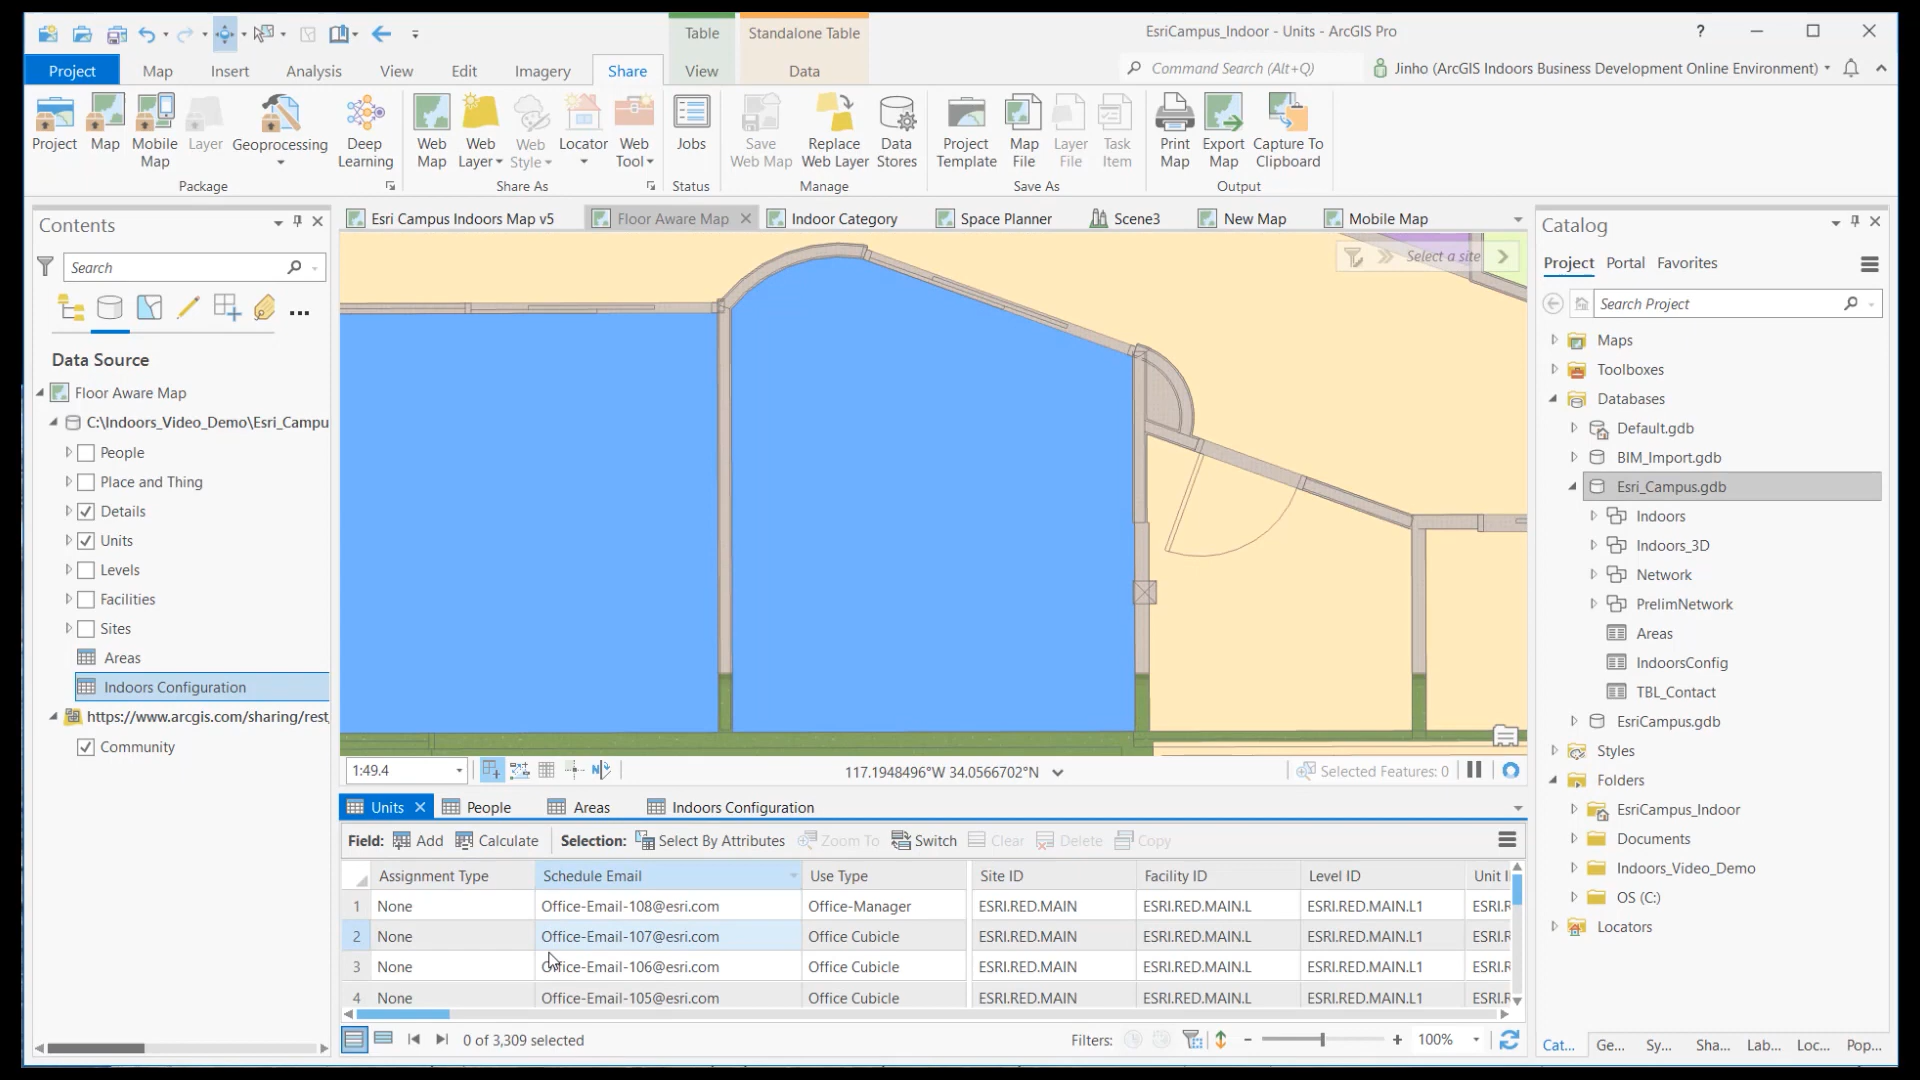 Table
Standalone Table
EsriCampus_Indoor - Units - ArcGIS Pro
?
Project
Map
Insert
Analysis
View
Edit
Imagery
Share
View
Data
Command Search (Alt+Q)
Jinho (ArcGIS Indoors Business Development Online Environment)
Project
Map
Mobile Map
Layer
Geoprocessing
Deep Learning
Package
Web Map
Web Layer
Web Style
Locator
Web Tool
Share As
Jobs
Status
Save Web Map
Replace Web Layer
Data Stores
Manage
Project Template
Map File
Layer File
Task Item
Save As
Print Map
Export Map
Capture To Clipboard
Output
Contents
Search
Data Source
Floor Aware Map
C:\Indoors_Video_Demo\Esri_Campu
People
Place and Thing
Details
Units
Levels
Facilities
Sites
Areas
Indoors Configuration
https://www.arcgis.com/sharing/rest,
Community
Esri Campus Indoors Map v5
Floor Aware Map
Indoor Category
Space Planner
Scene3
New Map
Mobile Map
Select a site
1:49.4
117.1948496°W 34.0566702°N
Selected Features: 0
Units
People
Areas
Indoors Configuration
Field: Add Calculate Selection: Select By Attributes Zoom To Switch Clear Delete Copy
Assignment Type Schedule Email Use Type Site ID Facility ID Level ID Unit I
1 None Office-Email-108@esri.com Office-Manager ESRI.RED.MAIN ESRI.RED.MAIN.L ESRI.RED.MAIN.L1 ESRI.R
2 None Office-Email-107@esri.com Office Cubicle ESRI.RED.MAIN ESRI.RED.MAIN.L ESRI.RED.MAIN.L1 ESRI.R
3 None Office-Email-106@esri.com Office Cubicle ESRI.RED.MAIN ESRI.RED.MAIN.L ESRI.RED.MAIN.L1 ESRI.R
4 None Office-Email-105@esri.com Office Cubicle ESRI.RED.MAIN ESRI.RED.MAIN.L ESRI.RED.MAIN.L1 ESRI.R
0 of 3,309 selected
Filters:
100%
Catalog
Project
Portal
Favorites
Search Project
Maps
Toolboxes
Databases
Default.gdb
BIM_Import.gdb
Esri_Campus.gdb
Indoors
Indoors_3D
Network
PrelimNetwork
Areas
IndoorsConfig
TBL_Contact
EsriCampus.gdb
Styles
Folders
EsriCampus_Indoor
Documents
Indoors_Video_Demo
OS (C:)
Locators
Cat... Ge... Sy... Sha... Lab... Loc... Pop...